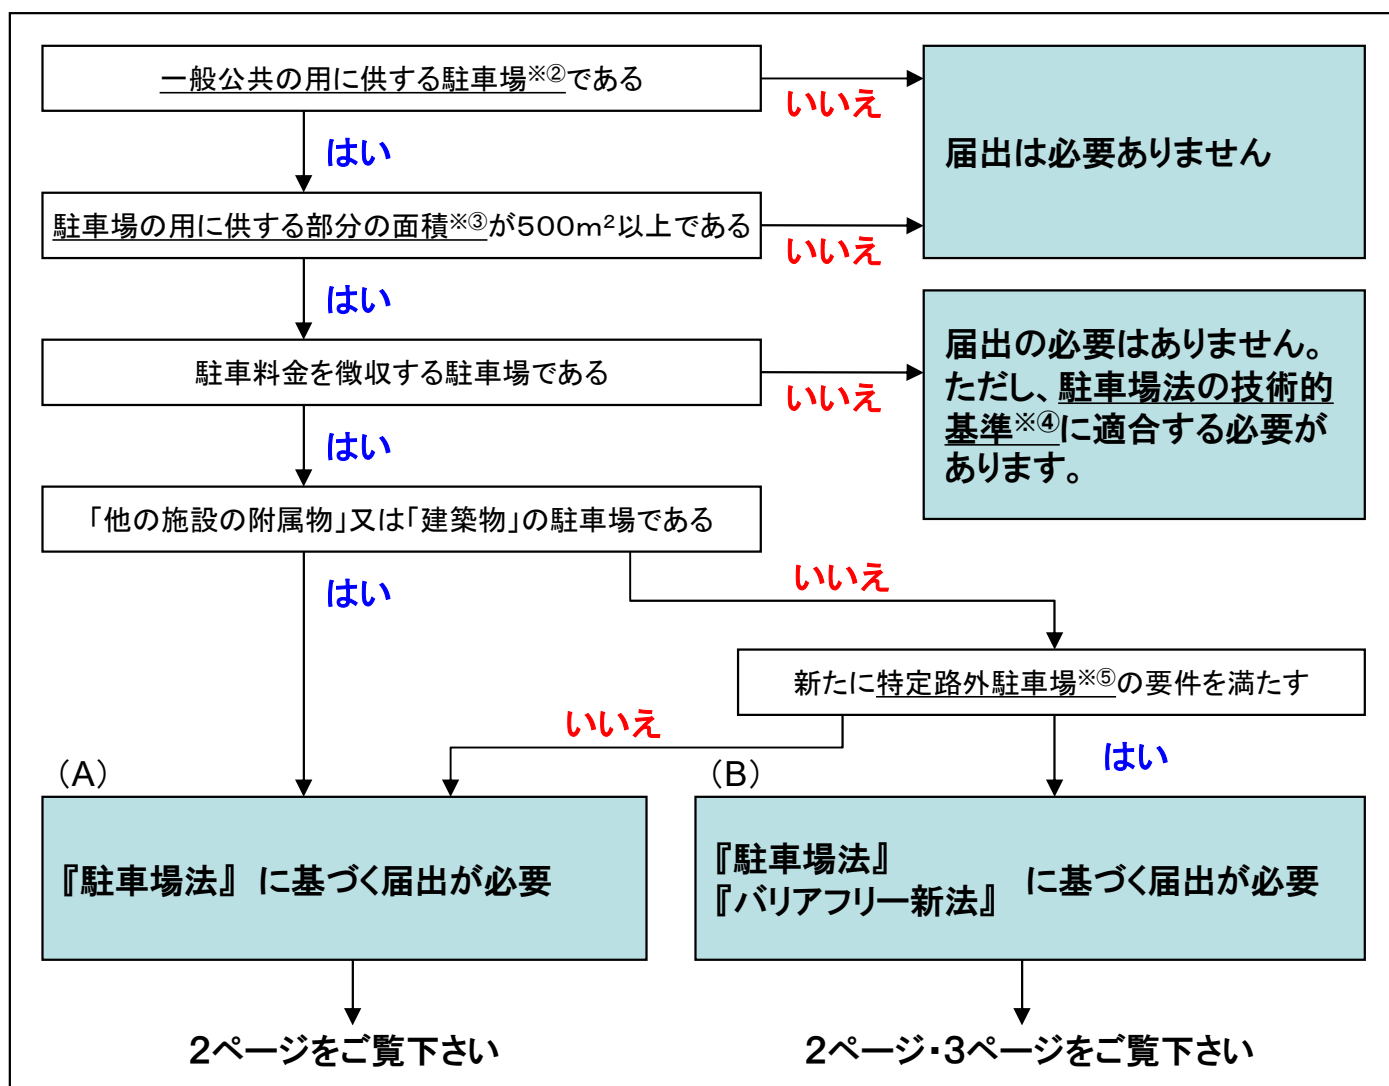 一般公共の用に供する駐車場※②である
いいえ
はい
届出は必要ありません
駐車場の用に供する部分の面積※③が500m²以上である
いいえ
はい
駐車料金を徴収する駐車場である
いいえ
はい
届出の必要はありません。
ただし、駐車場法の技術的
基準※④に適合する必要が
あります。
「他の施設の附属物」又は「建築物」の駐車場である
はい
いいえ
新たに特定路外駐車場※⑤の要件を満たす
いいえ
はい
(A)
『駐車場法』 に基づく届出が必要
(B)
『駐車場法』
『バリアフリー新法』 に基づく届出が必要
2ページをご覧下さい
2ページ・3ページをご覧下さい